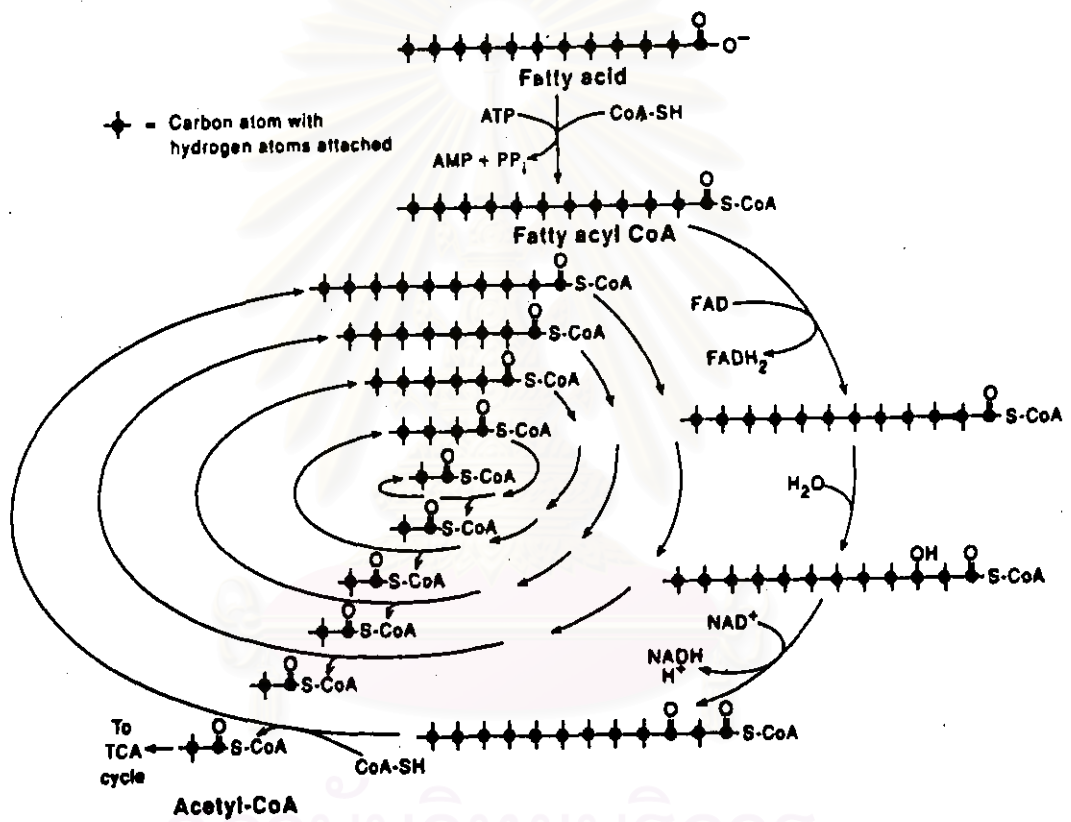 O
O⁻
Fatty acid
= Carbon atom with
hydrogen atoms attached
ATP
CoA-SH
AMP + PPi
O
S-CoA
Fatty acyl CoA
O
S-CoA
FAD
O
S-CoA
FADH₂
O
S-CoA
O
S-CoA
O
S-CoA
O
S-CoA
H₂O
O
S-CoA
OH
O
S-CoA
O
S-CoA
NAD⁺
O
S-CoA
NADH
H⁺
O
S-CoA
O
O
S-CoA
To
TCA
cycle
O
S-CoA
CoA-SH
Acetyl-CoA